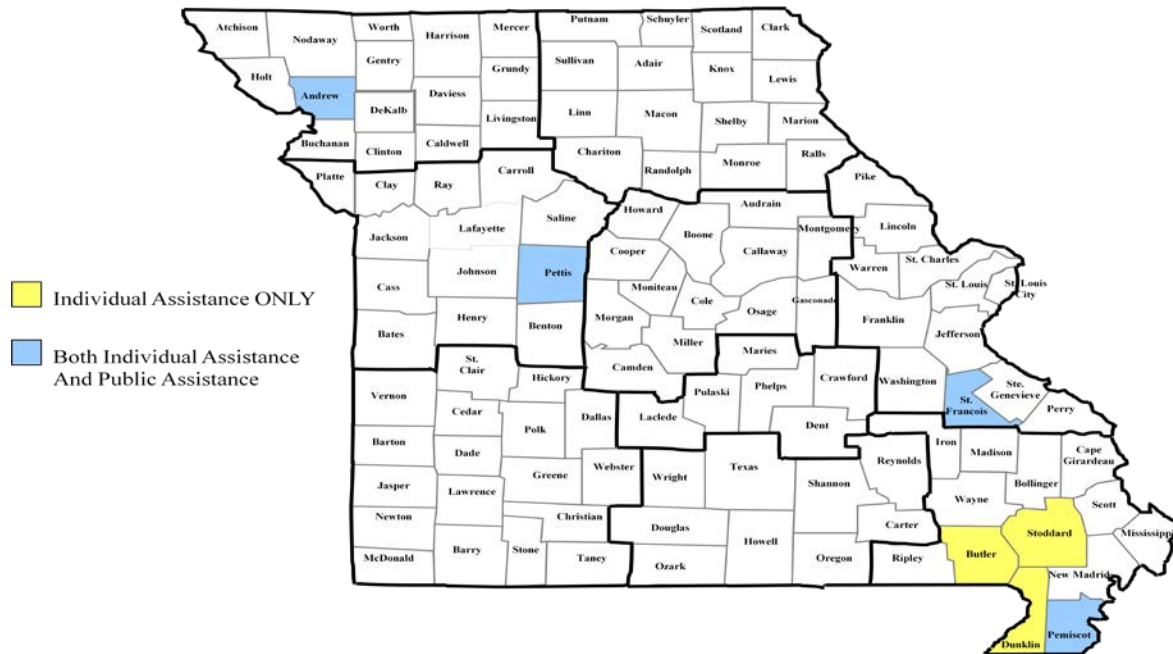 Atchison
Nodaway
Worth
Harrison
Mercer
Putnam
Schuyler
Scotland
Clark
Gentry
Sullivan
Adair
Knox
Holt
Grundy
Lewis
Andrew
DeKalb
Daviess
Livingston
Linn
Macon
Shelby
Marion
Buchanan
Clinton
Caldwell
Chariton
Randolph
Monroe
Ralls
Platte
Clay
Ray
Carroll
Pike
Howard
Audrain
Saline
Lafayette
Jackson
Boone
Montgomery
Lincoln
Cooper
Callaway
Johnson
Pettis
Warren
St. Charles
Cass
Moniteau
Cole
St. Louis
St. Louis
City
Individual Assistance ONLY
Gasconade
Henry
Benton
Morgan
Osage
Franklin
Bates
Miller
Jefferson
Both Individual Assistance
And Public Assistance
St.
Clair
Maries
Camden
Hickory
Phelps
Crawford
Washington
Ste.
Genevieve
Pulaski
St.
Francois
Vernon
Perry
Cedar
Dallas
Laclede
Dent
Polk
Barton
Iron
Madison
Cape
Girardeau
Dade
Greene
Webster
Wright
Texas
Reynolds
Jasper
Lawrence
Shannon
Bollinger
Wayne
Scott
Newton
Christian
Douglas
Carter
Stoddard
Mississippi
McDonald
Barry
Stone
Taney
Howell
Oregon
Ripley
Butler
Ozark
New Madrid
Dunklin
Pemiscot